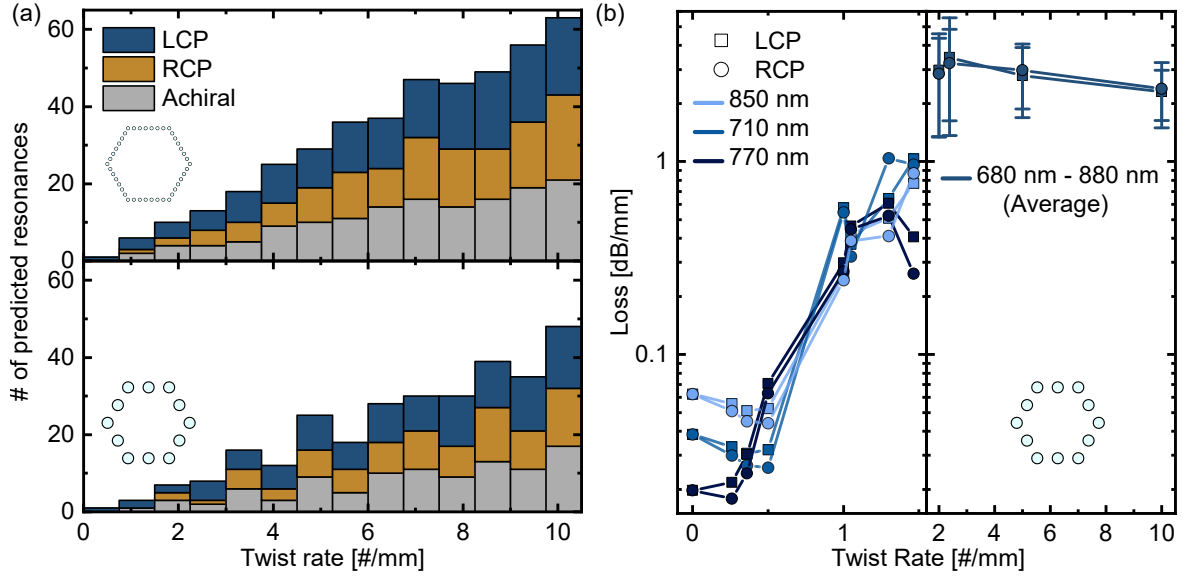 (a)
# of predicted resonances
60
40
20
0
LCP
RCP
Achiral
60
40
20
0
0
2
4
6
8
10
Twist rate [#/mm]
(b)
Loss [dB/mm]
1
0.1
LCP
RCP
850 nm
710 nm
770 nm
680 nm - 880 nm
(Average)
0
1
2
4
6
8
10
Twist Rate [#/mm]